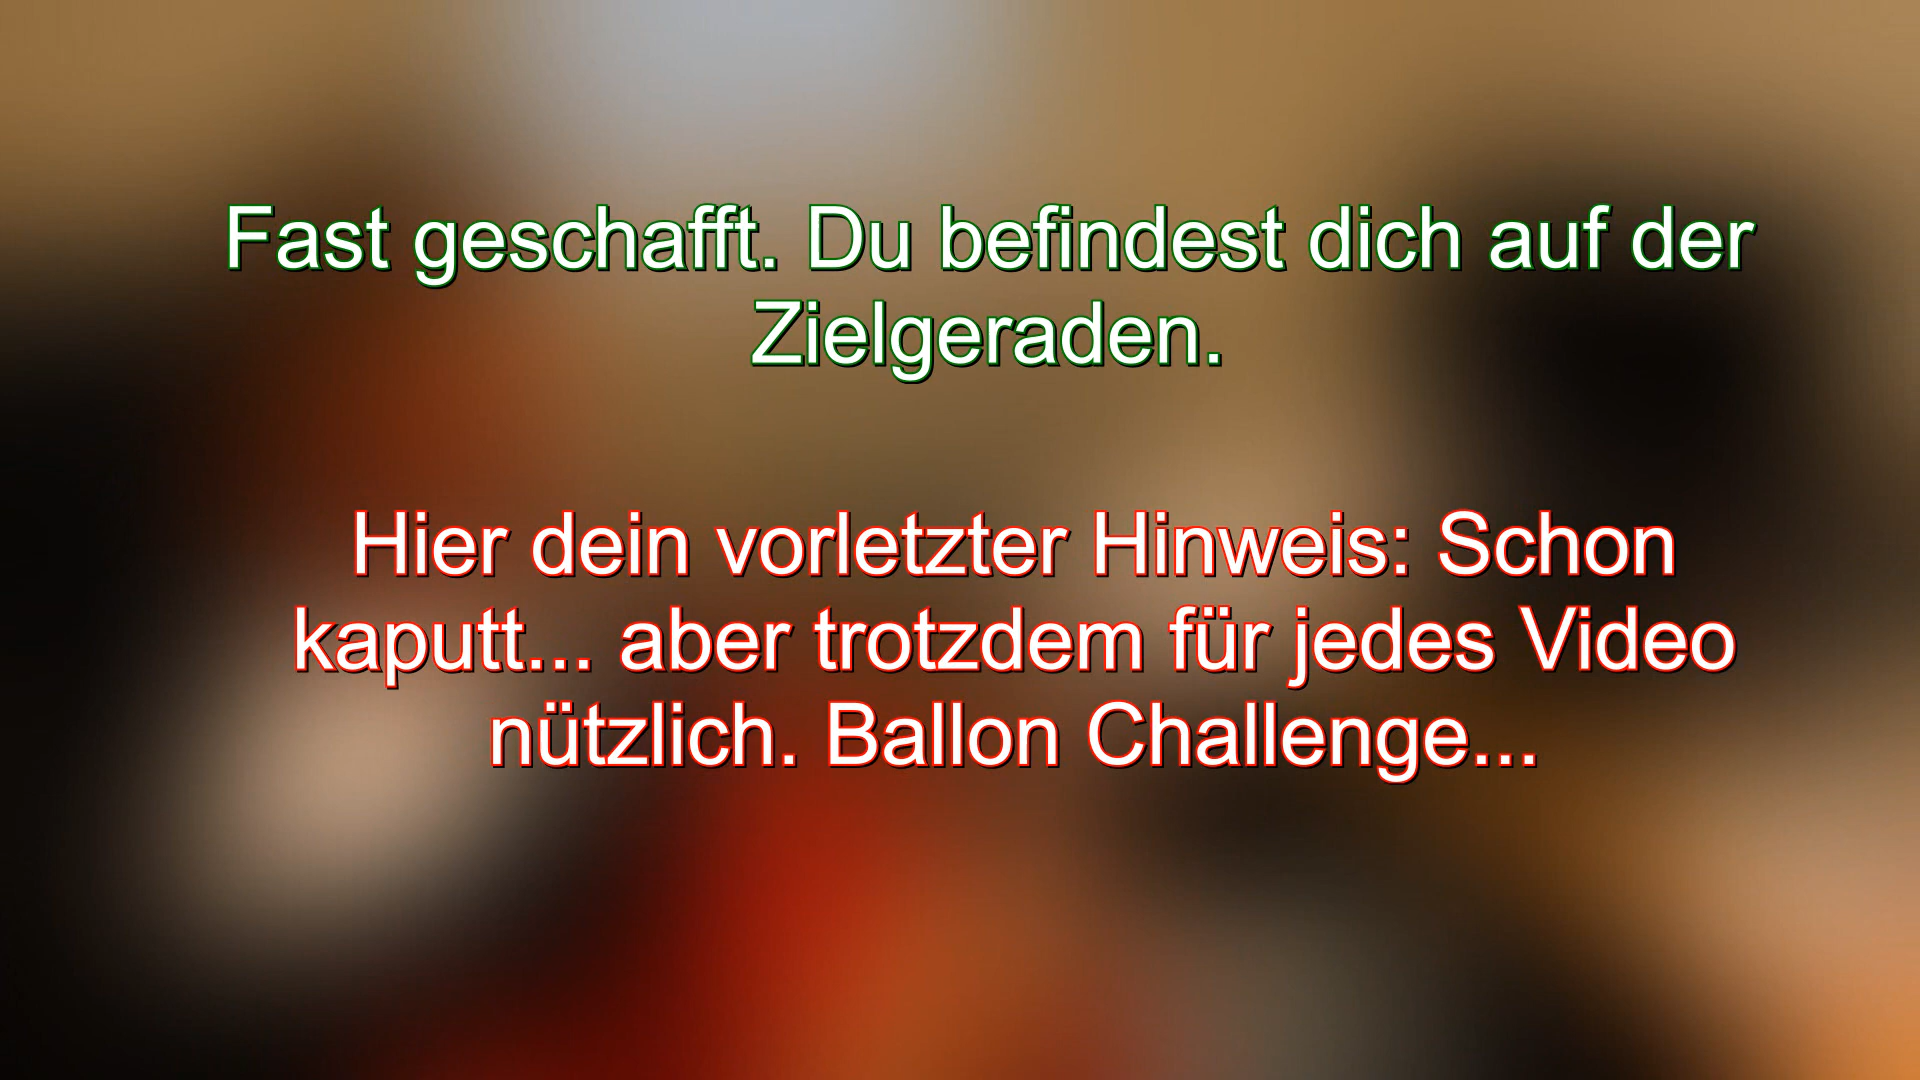 Fast geschafft. Du befindest dich auf der
Zielgeraden.
Hier dein vorletzter Hinweis: Schon
kaputt... aber trotzdem für jedes Video
nützlich. Ballon Challenge...